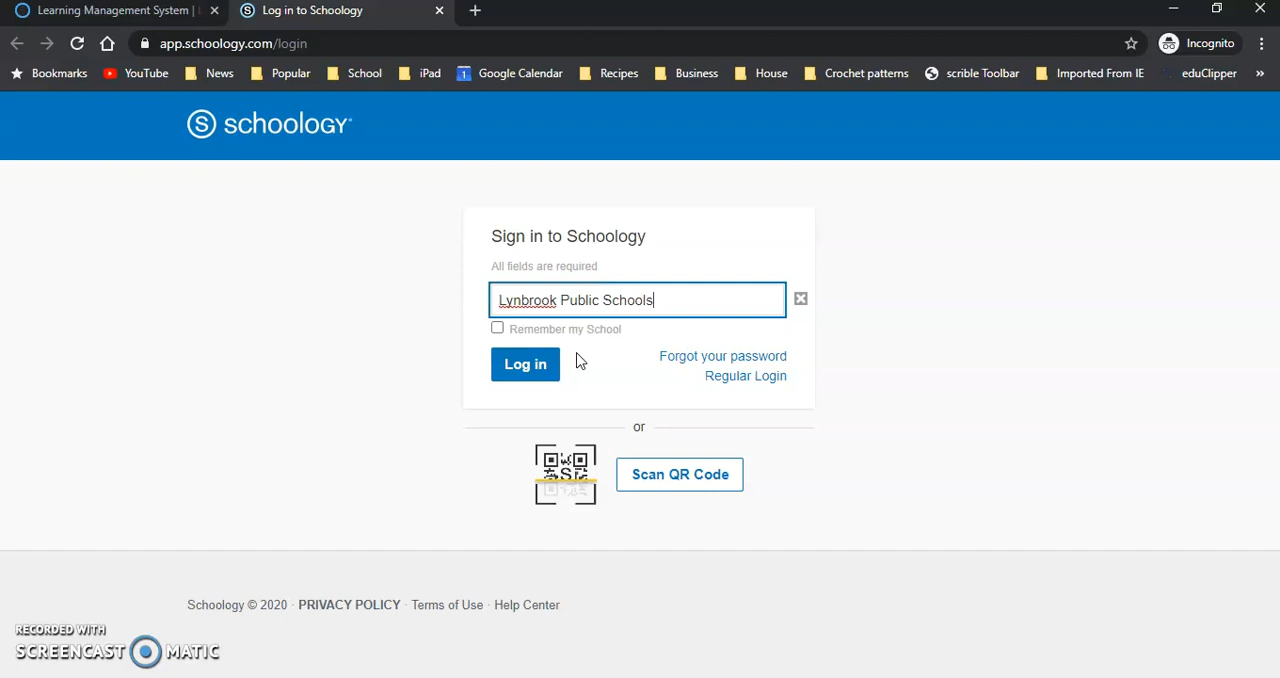 Learning Management System |
Log in to Schoology
app.schoology.com/login
Incognito
Bookmarks YouTube News Popular School iPad Google Calendar Recipes Business House Crochet patterns scrible Toolbar Imported From IE eduClipper »
S schoology
Sign in to Schoology
All fields are required
Lynbrook Public Schools
Remember my School
Log in
Forgot your password
Regular Login
or
Scan QR Code
Schoology © 2020 · PRIVACY POLICY · Terms of Use · Help Center
RECORDED WITH
SCREENCAST MATIC